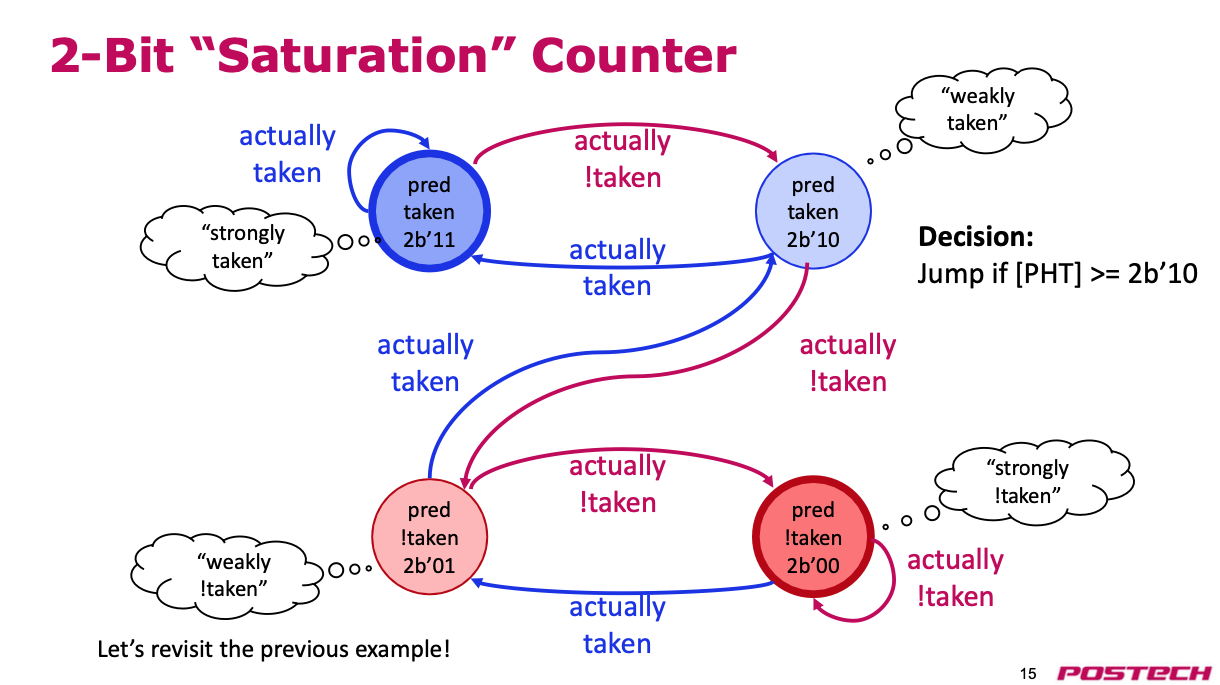 2-Bit “Saturation” Counter
“weakly
taken”
actually
taken
actually
!taken
pred
taken
2b’11
pred
taken
2b’10
“strongly
taken”
actually
taken
Decision:
Jump if [PHT] >= 2b’10
actually
taken
actually
!taken
actually
!taken
“strongly
!taken”
pred
!taken
2b’01
pred
!taken
2b’00
“weakly
!taken”
actually
!taken
actually
taken
Let’s revisit the previous example!
15
POSTECH